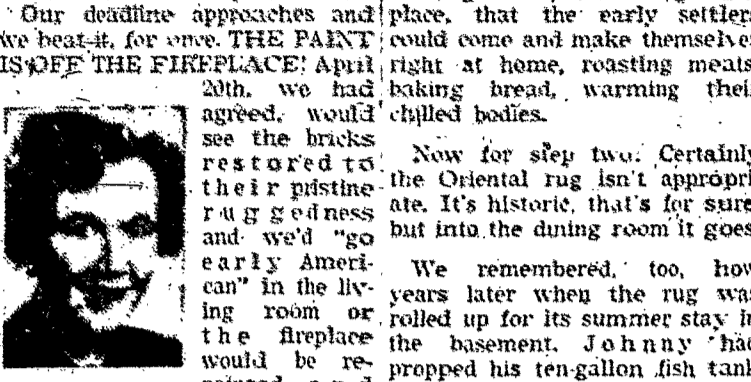 Our deadline approaches and
we beat it, for once. THE PAINT
IS OFF THE FIREPLACE! April
20th, we had
agreed, would
see the bricks
restored to
their pristine
ruggedness
and we'd "go
early Ameri-
can" in the liv-
ing room or
the fireplace
would be re-
place, that the early settler
could come and make themselve
right at home, roasting meats
baking bread, warming thei
chilled bodies.
Now for step two. Certainly
the Oriental rug isn't appropri
ate. It's historic, that's for sure
but into the dining room it goes
We remembered, too, how
years later when the rug wa
rolled up for its summer stay i
the basement, Johnny had
propped his ten-gallon fish tank